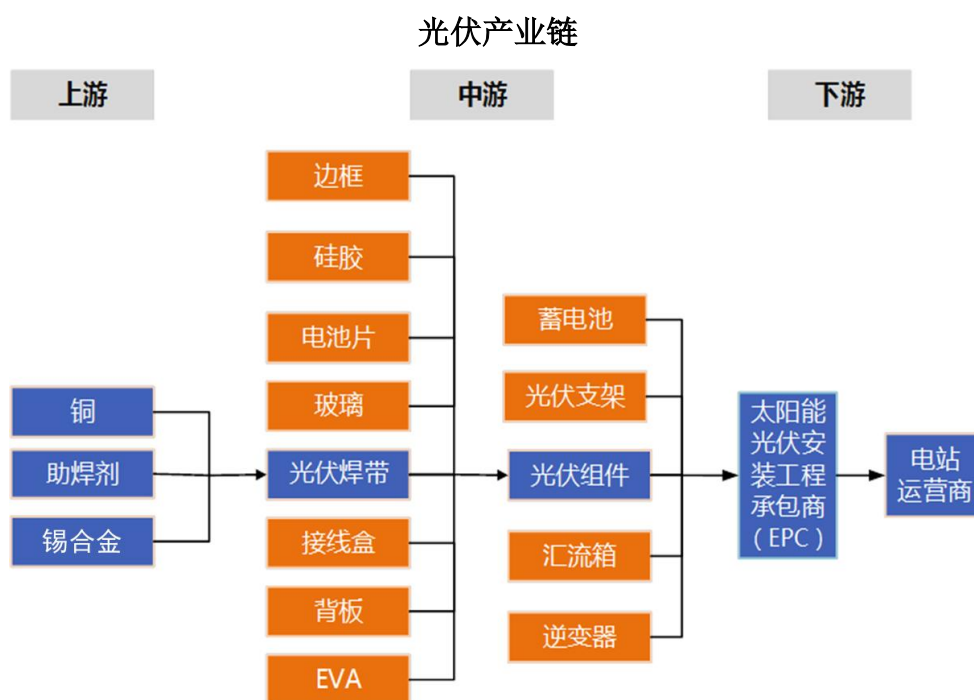 光伏产业链
上游
中游
下游
边框
硅胶
电池片
玻璃
光伏焊带
接线盒
背板
EVA
铜
助焊剂
锡合金
蓄电池
光伏支架
光伏组件
汇流箱
逆变器
太阳能
光伏安
装工程
承包商
（EPC）
电站
运营商